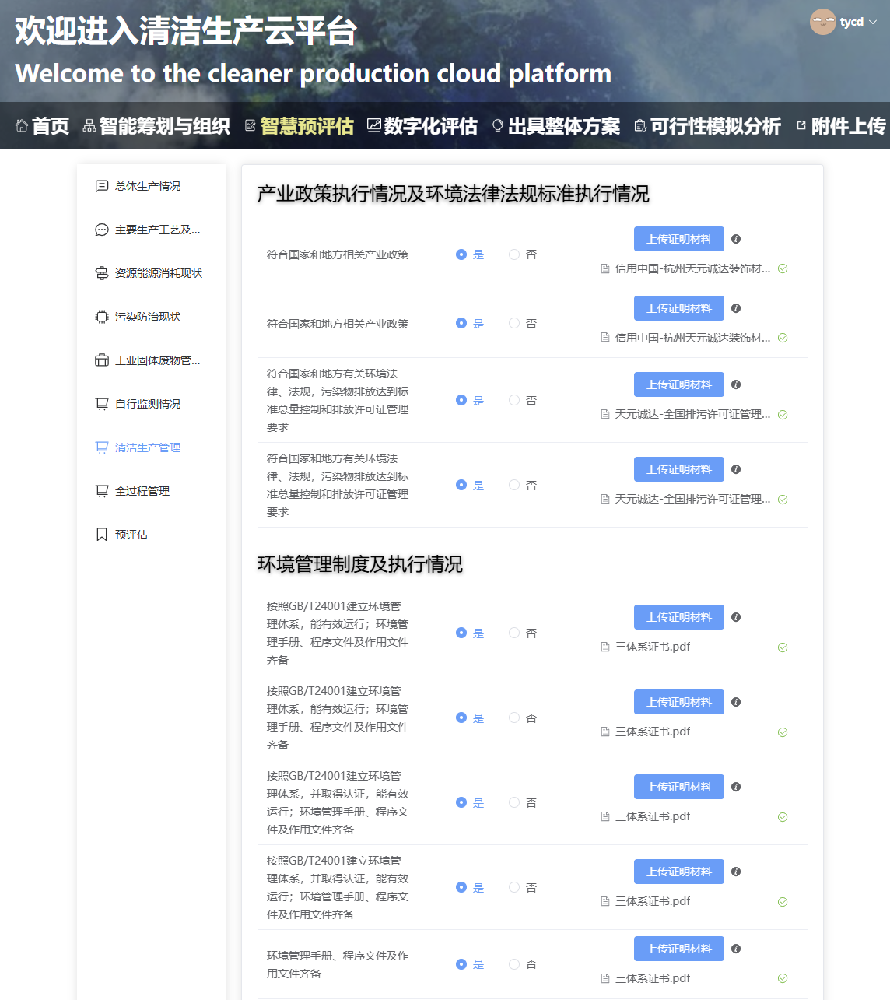 欢迎进入清洁生产云平台
tycd
Welcome to the cleaner production cloud platform
首页 智能筹划与组织 智慧预评估 数字化评估 出具整体方案 可行性模拟分析 附件上传
总体生产情况
主要生产工艺及...
资源能源消耗现状
污染防治现状
工业固体废物管...
自行监测情况
清洁生产管理
全过程管理
预评估
产业政策执行情况及环境法律法规标准执行情况
符合国家和地方相关产业政策
是 否
上传证明材料
信用中国-杭州天元诚达装饰材...
符合国家和地方相关产业政策
是 否
上传证明材料
信用中国-杭州天元诚达装饰材...
符合国家和地方有关环境法
律、法规，污染物排放达到标
准总量控制和排放许可证管理
要求
是 否
上传证明材料
天元诚达-全国排污许可证管理...
符合国家和地方有关环境法
律、法规，污染物排放达到标
准总量控制和排放许可证管理
要求
是 否
上传证明材料
天元诚达-全国排污许可证管理...
环境管理制度及执行情况
按照GB/T24001建立环境管
理体系，能有效运行；环境管
理手册、程序文件及作用文件
齐备
是 否
上传证明材料
三体系证书.pdf
按照GB/T24001建立环境管
理体系，能有效运行；环境管
理手册、程序文件及作用文件
齐备
是 否
上传证明材料
三体系证书.pdf
按照GB/T24001建立环境管
理体系，并取得认证，能有效
运行；环境管理手册、程序文
件及作用文件齐备
是 否
上传证明材料
三体系证书.pdf
按照GB/T24001建立环境管
理体系，并取得认证，能有效
运行；环境管理手册、程序文
件及作用文件齐备
是 否
上传证明材料
三体系证书.pdf
环境管理手册、程序文件及作
用文件齐备
是 否
上传证明材料
三体系证书.pdf